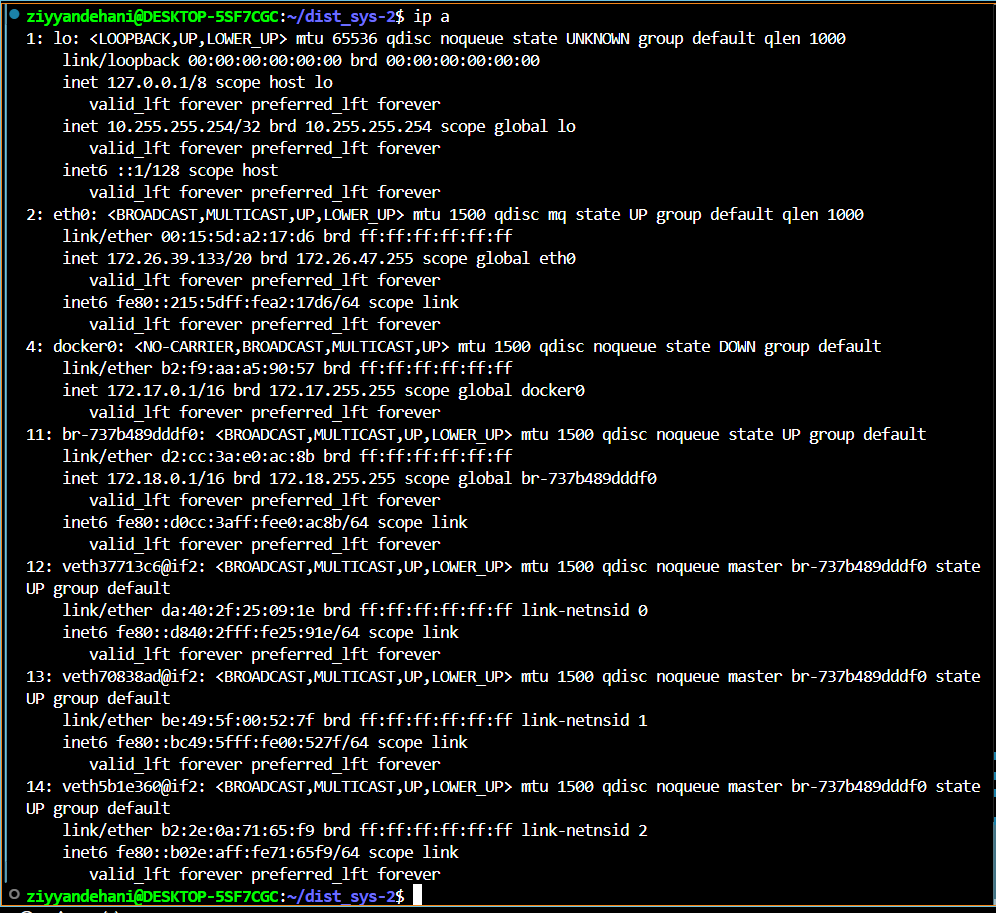 ziyyandehani@DESKTOP-5SF7CGC:~/dist_sys-2$ ip a
1: lo: <LOOPBACK,UP,LOWER_UP> mtu 65536 qdisc noqueue state UNKNOWN group default qlen 1000
    link/loopback 00:00:00:00:00:00 brd 00:00:00:00:00:00
    inet 127.0.0.1/8 scope host lo
       valid_lft forever preferred_lft forever
    inet 10.255.255.254/32 brd 10.255.255.254 scope global lo
       valid_lft forever preferred_lft forever
    inet6 ::1/128 scope host
       valid_lft forever preferred_lft forever
2: eth0: <BROADCAST,MULTICAST,UP,LOWER_UP> mtu 1500 qdisc mq state UP group default qlen 1000
    link/ether 00:15:5d:a2:17:d6 brd ff:ff:ff:ff:ff:ff
    inet 172.26.39.133/20 brd 172.26.47.255 scope global eth0
       valid_lft forever preferred_lft forever
    inet6 fe80::215:5dff:fea2:17d6/64 scope link
       valid_lft forever preferred_lft forever
4: docker0: <NO-CARRIER,BROADCAST,MULTICAST,UP> mtu 1500 qdisc noqueue state DOWN group default
    link/ether b2:f9:aa:a5:90:57 brd ff:ff:ff:ff:ff:ff
    inet 172.17.0.1/16 brd 172.17.255.255 scope global docker0
       valid_lft forever preferred_lft forever
11: br-737b489dddf0: <BROADCAST,MULTICAST,UP,LOWER_UP> mtu 1500 qdisc noqueue state UP group default
    link/ether d2:cc:3a:e0:ac:8b brd ff:ff:ff:ff:ff:ff
    inet 172.18.0.1/16 brd 172.18.255.255 scope global br-737b489dddf0
       valid_lft forever preferred_lft forever
    inet6 fe80::d0cc:3aff:fee0:ac8b/64 scope link
       valid_lft forever preferred_lft forever
12: veth37713c6@if2: <BROADCAST,MULTICAST,UP,LOWER_UP> mtu 1500 qdisc noqueue master br-737b489dddf0 state
UP group default
    link/ether da:40:2f:25:09:1e brd ff:ff:ff:ff:ff:ff link-netnsid 0
    inet6 fe80::d840:2fff:fe25:91e/64 scope link
       valid_lft forever preferred_lft forever
13: veth70838ad@if2: <BROADCAST,MULTICAST,UP,LOWER_UP> mtu 1500 qdisc noqueue master br-737b489dddf0 state
UP group default
    link/ether be:49:5f:00:52:7f brd ff:ff:ff:ff:ff:ff link-netnsid 1
    inet6 fe80::bc49:5fff:fe00:527f/64 scope link
       valid_lft forever preferred_lft forever
14: veth5b1e360@if2: <BROADCAST,MULTICAST,UP,LOWER_UP> mtu 1500 qdisc noqueue master br-737b489dddf0 state
UP group default
    link/ether b2:2e:0a:71:65:f9 brd ff:ff:ff:ff:ff:ff link-netnsid 2
    inet6 fe80::b02e:aff:fe71:65f9/64 scope link
       valid_lft forever preferred_lft forever
ziyyandehani@DESKTOP-5SF7CGC:~/dist_sys-2$